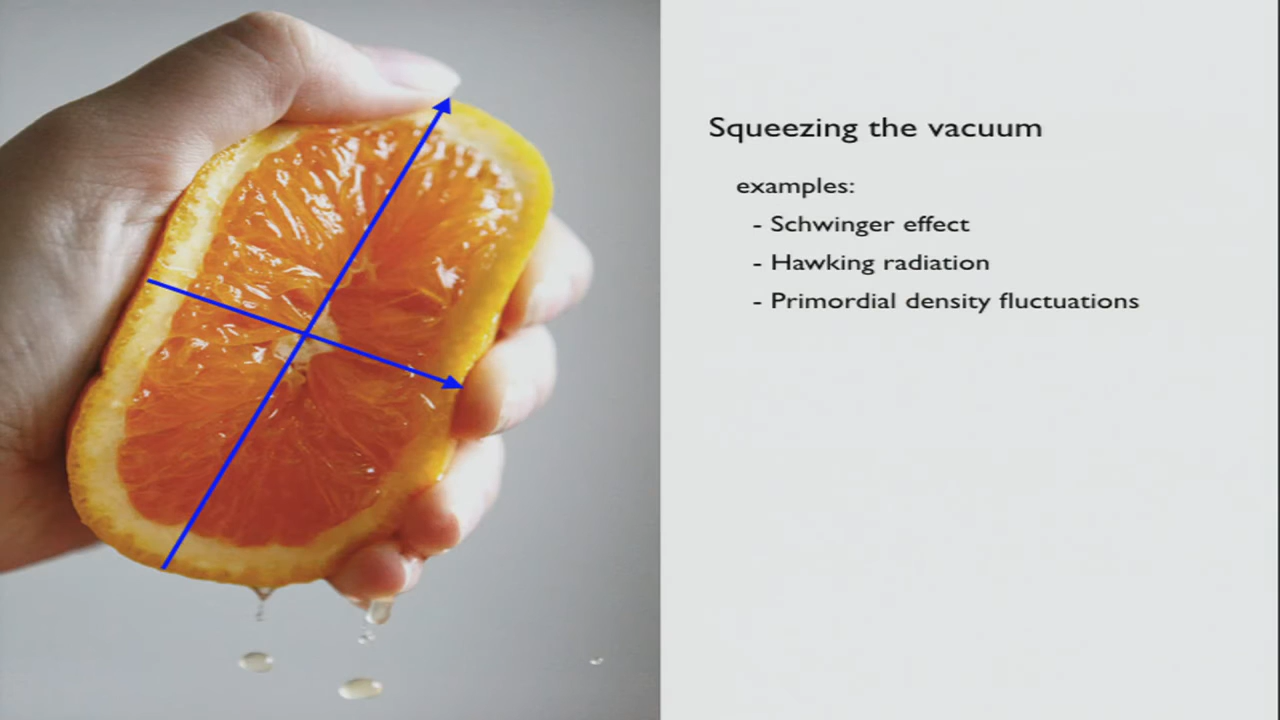 Squeezing the vacuum
examples:
- Schwinger effect
- Hawking radiation
- Primordial density fluctuations